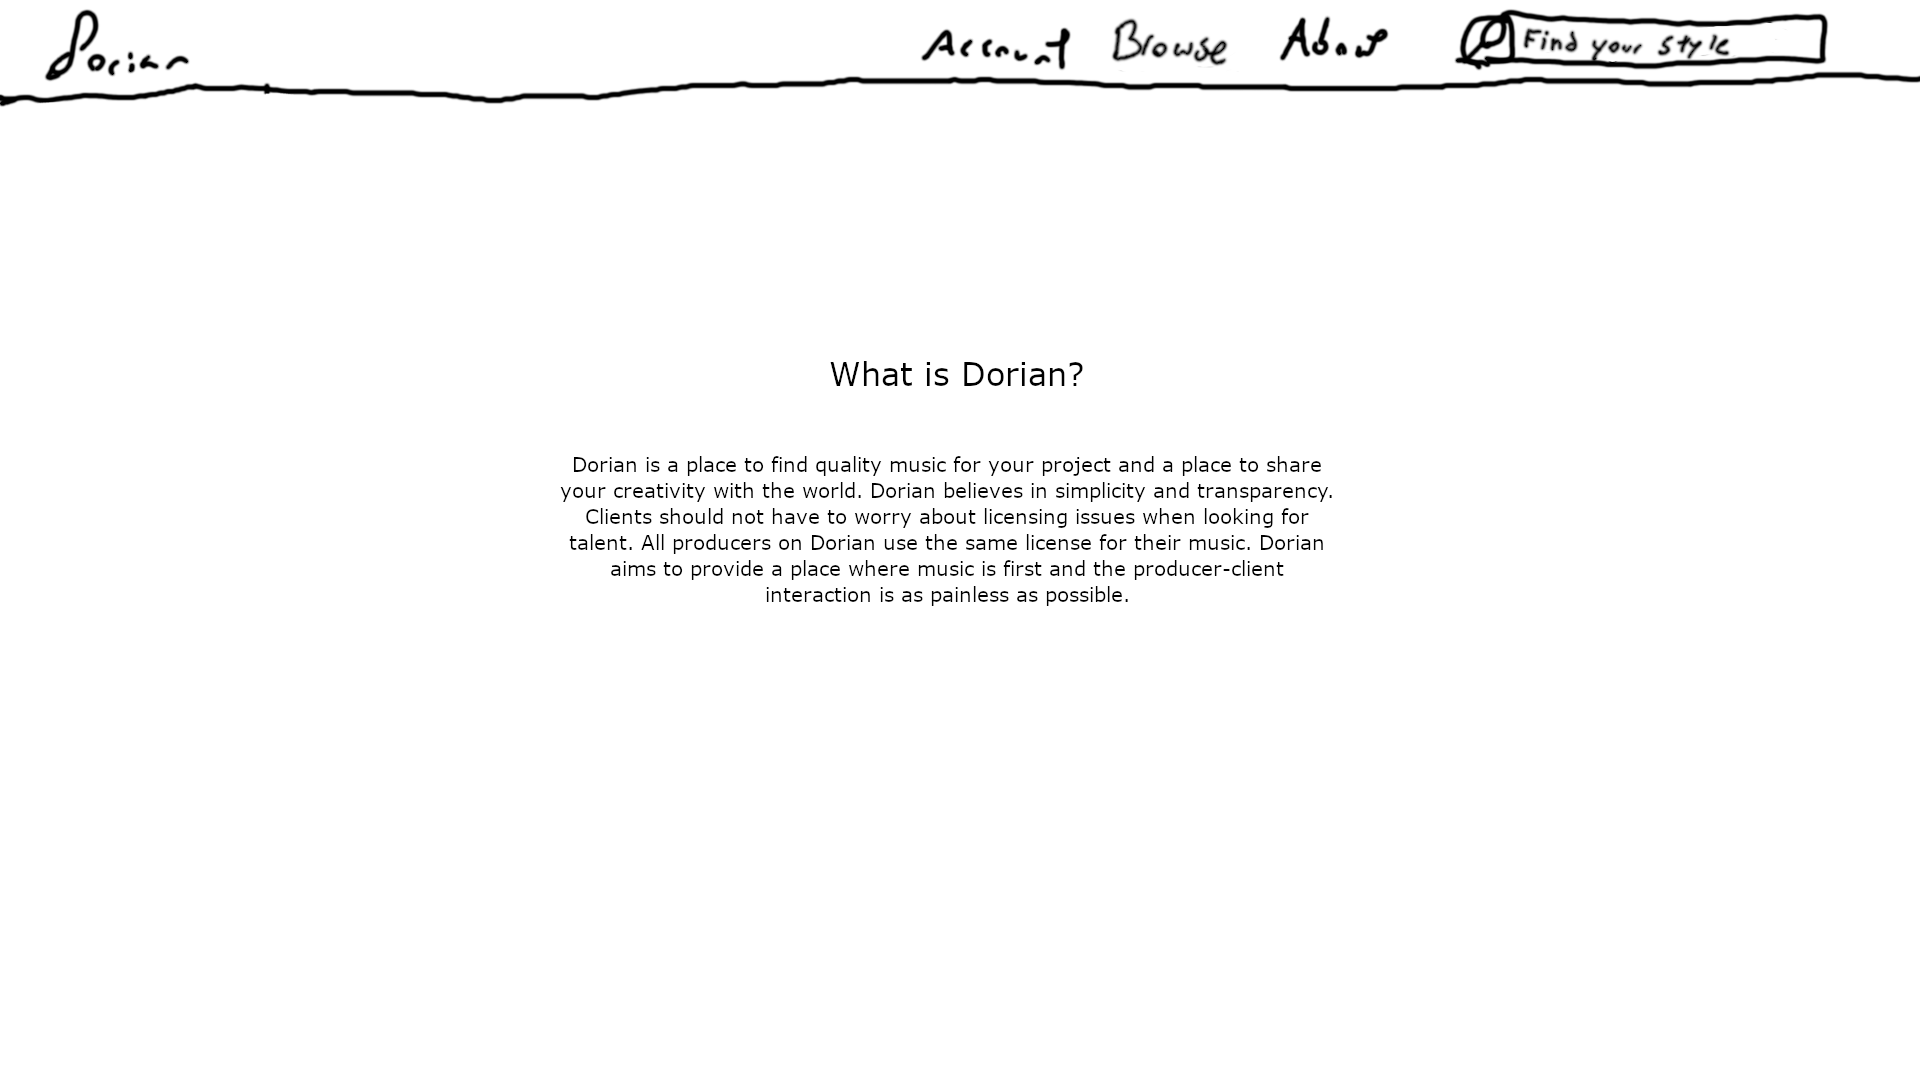 Dorian
Account Browse About Find your style
What is Dorian?
Dorian is a place to find quality music for your project and a place to share
your creativity with the world. Dorian believes in simplicity and transparency.
Clients should not have to worry about licensing issues when looking for
talent. All producers on Dorian use the same license for their music. Dorian
aims to provide a place where music is first and the producer-client
interaction is as painless as possible.